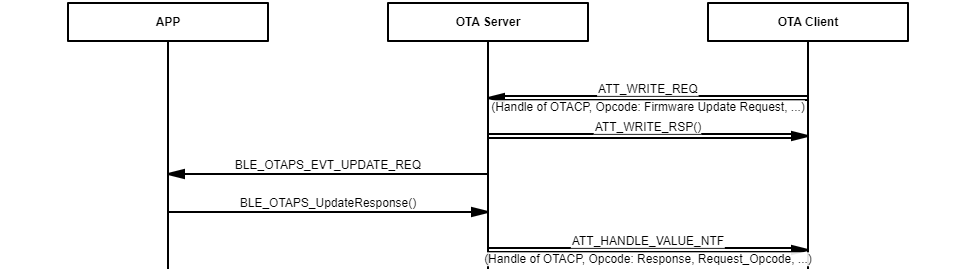 APP
OTA Server
OTA Client
ATT_WRITE_REQ
(Handle of OTACP, Opcode: Firmware Update Request, ...)
ATT_WRITE_RSP()
BLE_OTAPS_EVT_UPDATE_REQ
BLE_OTAPS_UpdateResponse()
ATT_HANDLE_VALUE_NTF
(Handle of OTACP, Opcode: Response, Request_Opcode, ...)